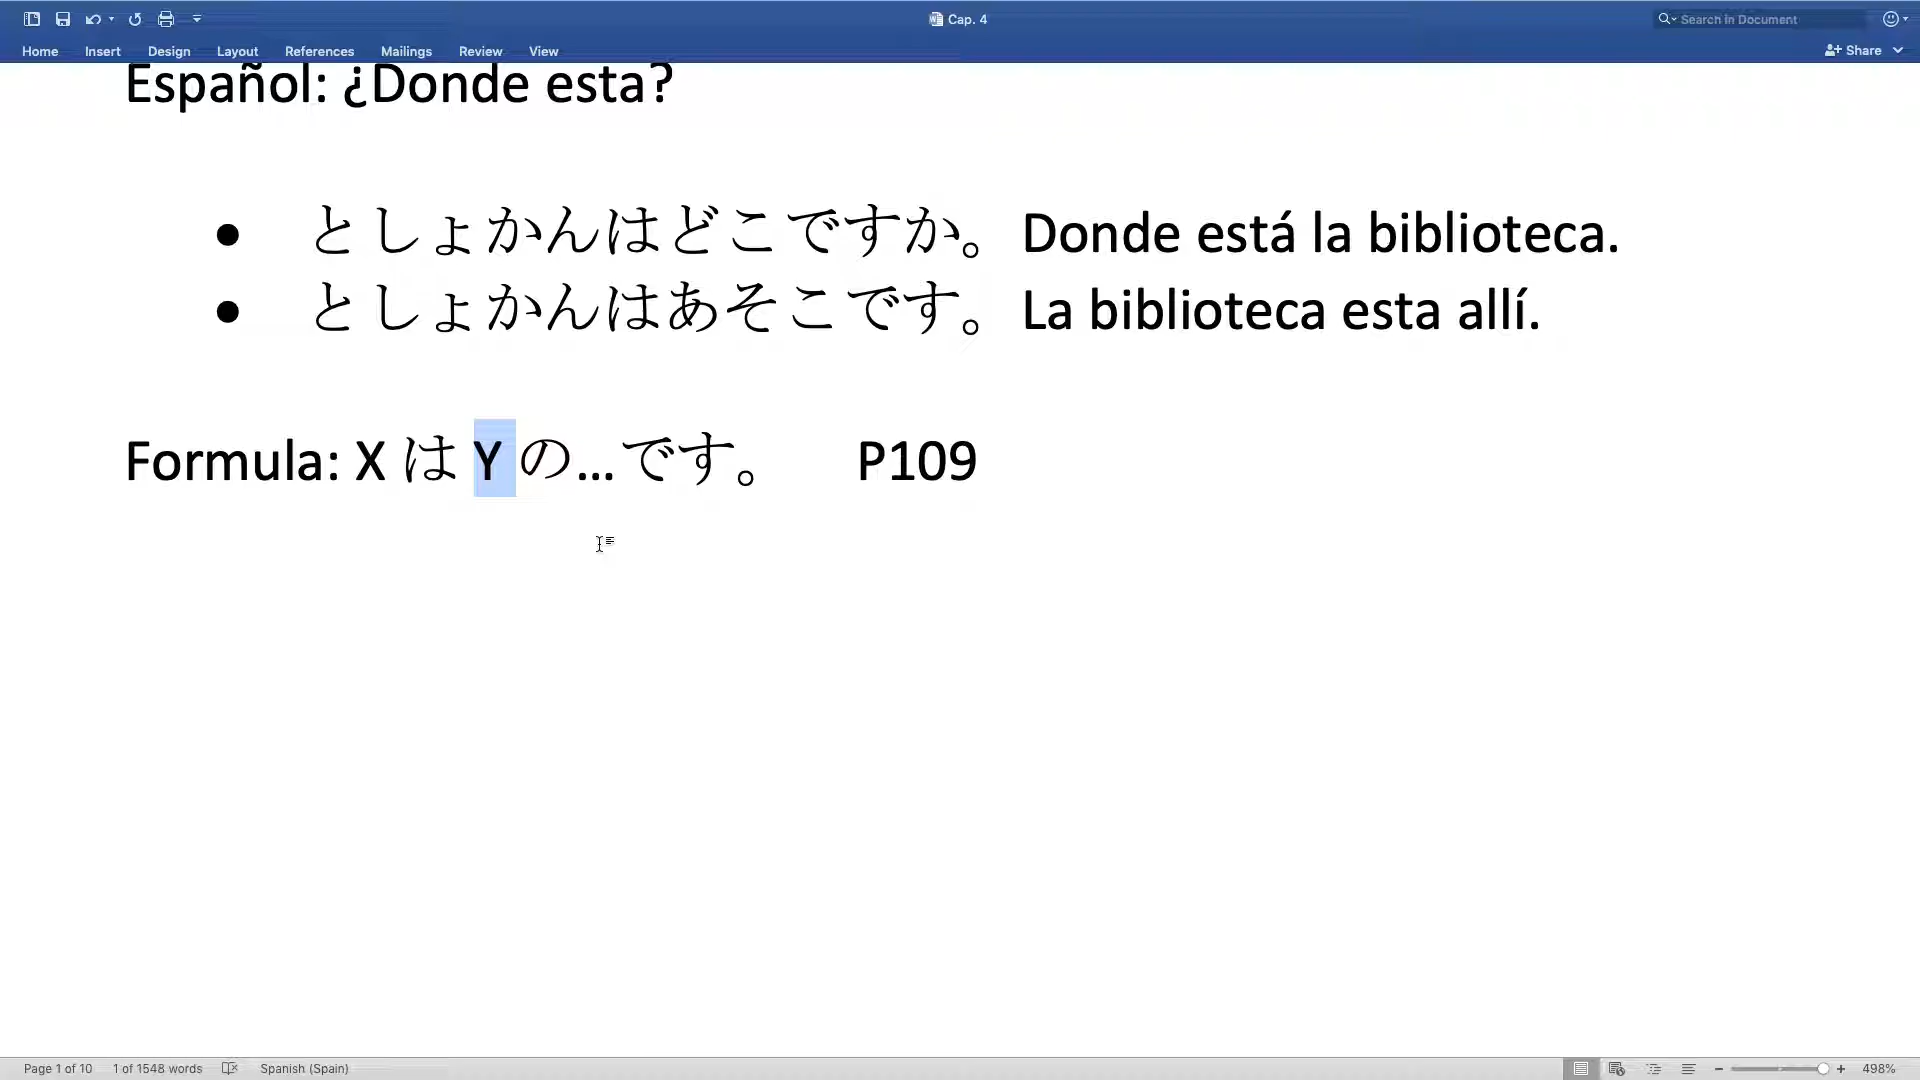 Cap. 4
Search in Document
Home Insert Design Layout References Mailings Review View
Share
Español: ¿Donde esta?
• としょかんはどこですか。 Donde está la biblioteca.
• としょかんはあそこです。 La biblioteca esta allí.
Formula: X は Y の…です。 P109
Page 1 of 10 1 of 1548 words Spanish (Spain) 498%